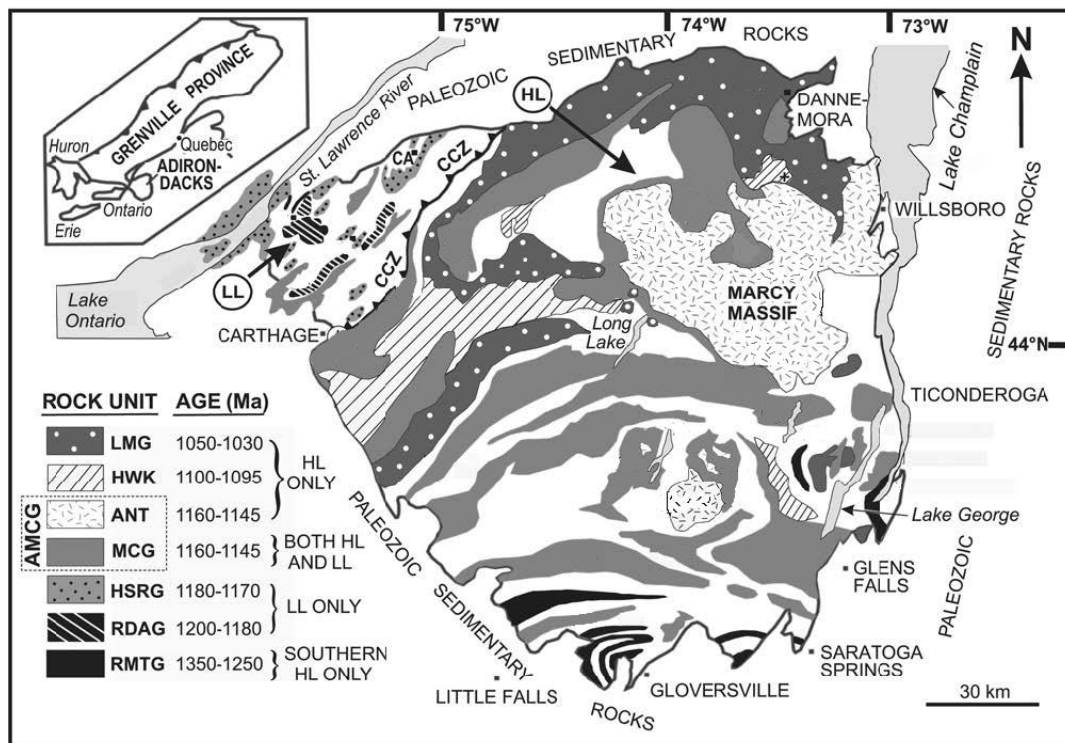 75°W
74°W
73°W
SEDIMENTARY
ROCKS
PALEOZOIC
N
GRENVILLE PROVINCE
Huron
Quebec
ADIRON-
DACKS
Ontario
Erie
St. Lawrence River
HL
DANNE-
MORA
Lake Champlain
CA
CCZ
WILLSBORO
SEDIMENTARY ROCKS
LL
CCZ
Lake
Ontario
MARCY
MASSIF
CARTHAGE
Long
Lake
44°N
TICONDEROGA
ROCK UNIT AGE (Ma)
LMG 1050-1030
HWK 1100-1095
HL
ONLY
ANT 1160-1145
MCG 1160-1145
BOTH HL
AND LL
AMCG
HSRG 1180-1170
LL ONLY
RDAG 1200-1180
RMTG 1350-1250
SOUTHERN
HL ONLY
PALEOZOIC
SEDIMENTARY
ROCKS
Lake George
GLENS
FALLS
PALEOZOIC
SARATOGA
SPRINGS
LITTLE FALLS
GLOVERSVILLE
30 km